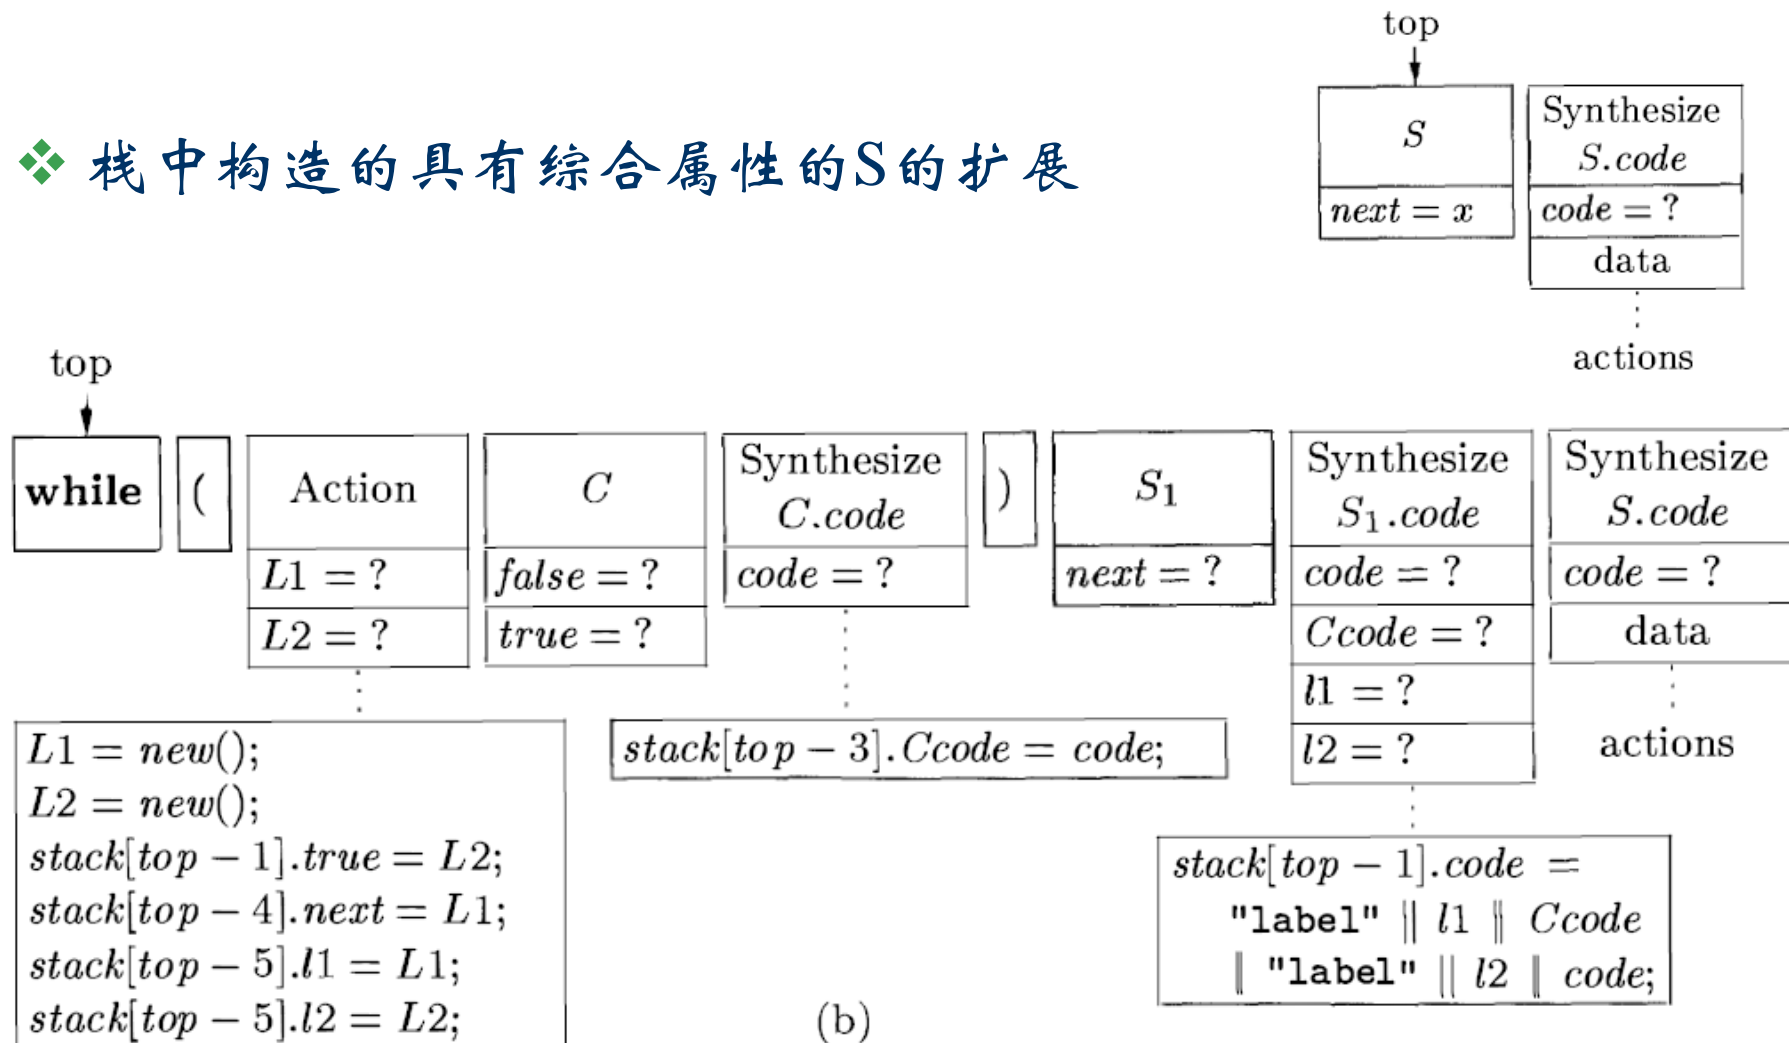 top
S
Synthesize
S.code
❖ 栈中构造的具有综合属性的S的扩展
next = x
code = ?
data
actions
top
while
(
Action
C
Synthesize
C.code
)
S1
Synthesize
S1.code
Synthesize
S.code
L1 = ?
false = ?
code = ?
next = ?
code = ?
code = ?
L2 = ?
true = ?
Ccode = ?
data
l1 = ?
l2 = ?
actions
L1 = new();
L2 = new();
stack[top − 1].true = L2;
stack[top − 4].next = L1;
stack[top − 5].l1 = L1;
stack[top − 5].l2 = L2;
stack[top − 3].Ccode = code;
stack[top − 1].code =
"label" || l1 || Ccode
|| "label" || l2 || code;
(b)